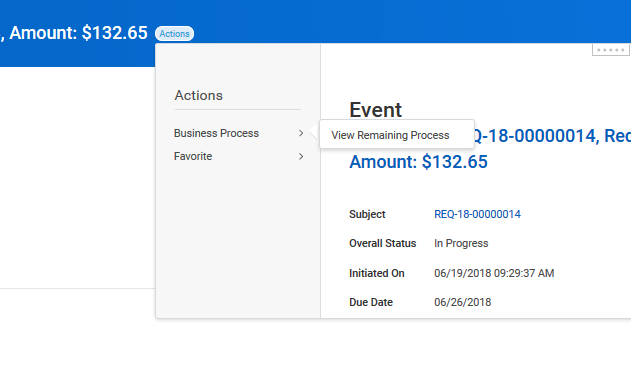 , Amount: $132.65 Actions
Actions
Business Process
Favorite
View Remaining Process
Event
Q-18-00000014, Req
Amount: $132.65
Subject REQ-18-00000014
Overall Status In Progress
Initiated On 06/19/2018 09:29:37 AM
Due Date 06/26/2018